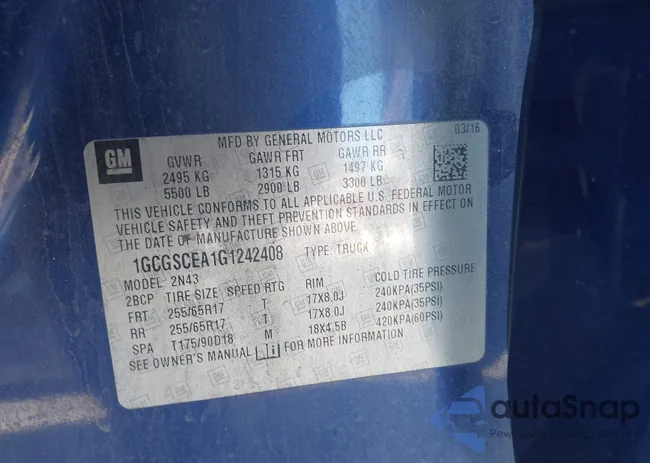 GM
MFD BY GENERAL MOTORS LLC
03/16
GVWR GAWR FRT GAWR RR
2495 KG 1315 KG 1497 KG
5500 LB 2900 LB 3300 LB
THIS VEHICLE CONFORMS TO ALL APPLICABLE U.S. FEDERAL MOTOR
VEHICLE SAFETY AND THEFT PREVENTION STANDARDS IN EFFECT ON
THE DATE OF MANUFACTURE SHOWN ABOVE.
1GCGSCEA1G1242408 TYPE: TRUCK
MODEL: 2N43
2BCP TIRE SIZE SPEED RTG RIM COLD TIRE PRESSURE
FRT 255/65R17 T 17X8.0J 240KPA(35PSI)
RR 255/65R17 T 17X8.0J 240KPA(35PSI)
SPA T175/90D18 M 18X4.5B 420KPA(60PSI)
SEE OWNER'S MANUAL FOR MORE INFORMATION.
autoSnap